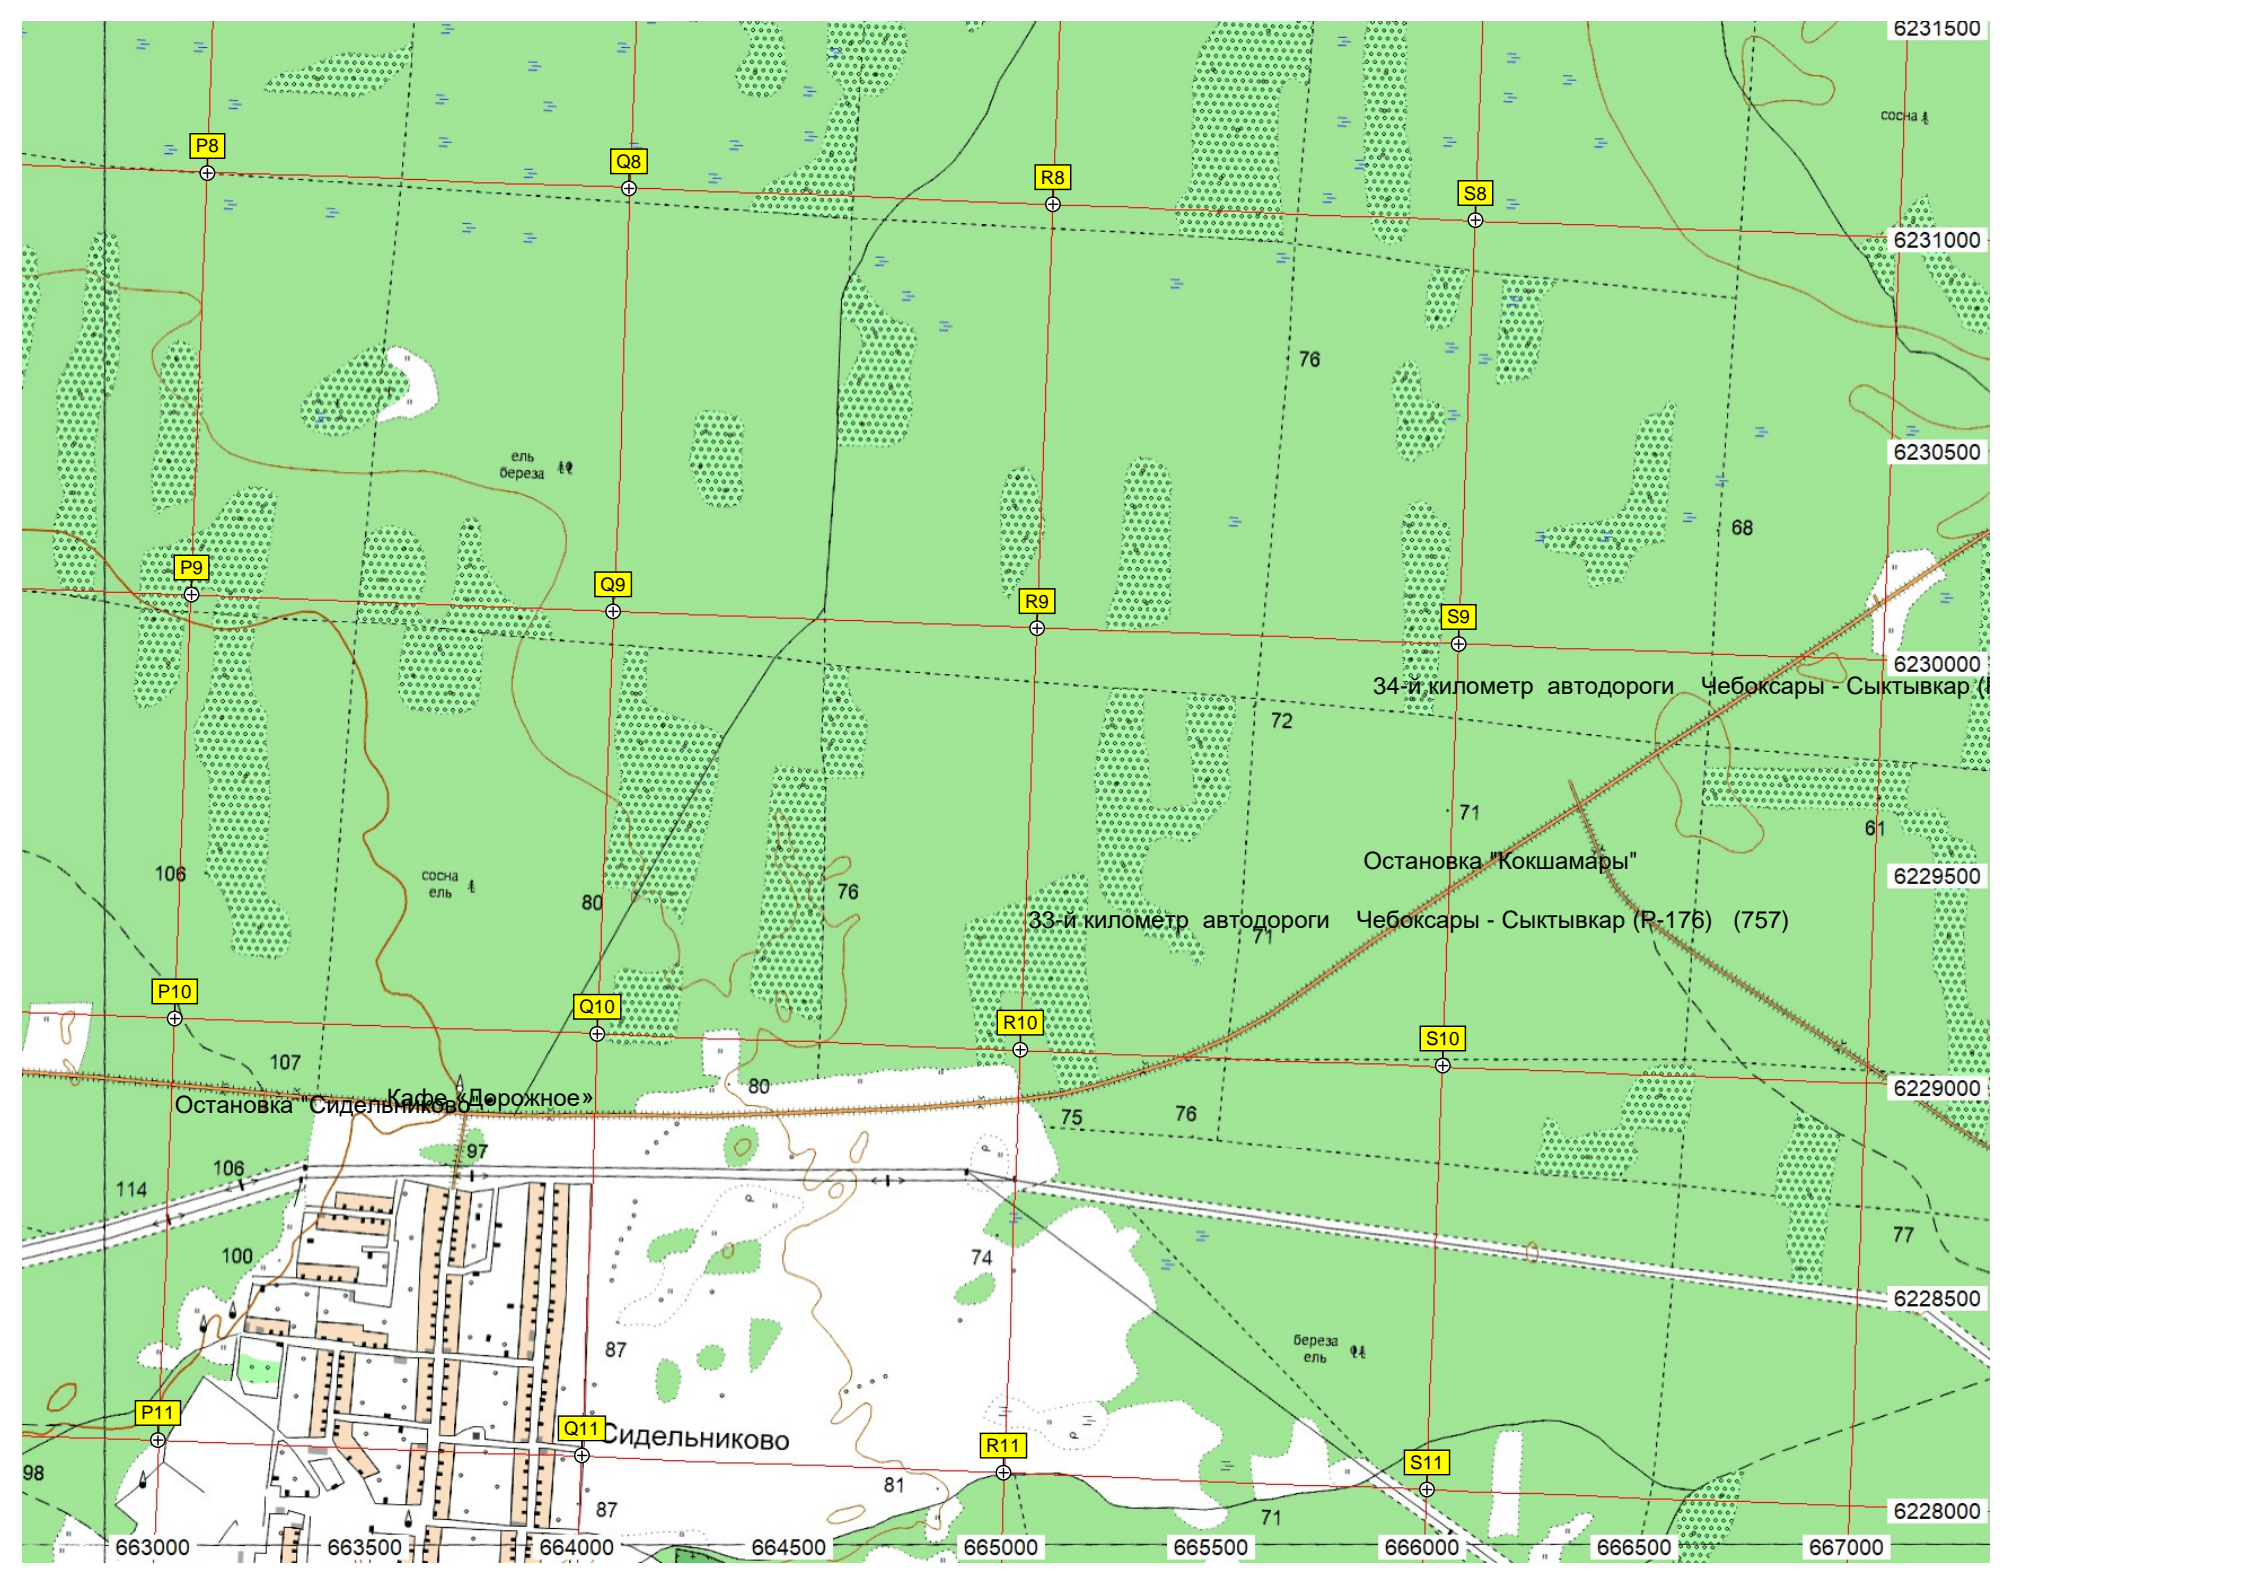 6231500
сосна
P8
Q8
R8
S8
6231000
76
6230500
ель
береза
68
P9
Q9
R9
S9
6230000
34-й километр  автодороги    Чебоксары - Сыктывкар (
72
71
61
Остановка "Кокшамары"
106
сосна
ель
80
76
6229500
33-й километр  автодороги    Чебоксары - Сыктывкар (Р-176)   (757)
71
P10
Q10
R10
S10
107
80
6229000
Кафе «Дорожное»
Остановка "Сидельниково"
75
76
97
106
114
77
100
74
6228500
87
береза
ель
P11
Q11
Сидельниково
R11
S11
98
81
87
71
6228000
663000
663500
664000
664500
665000
665500
666000
666500
667000